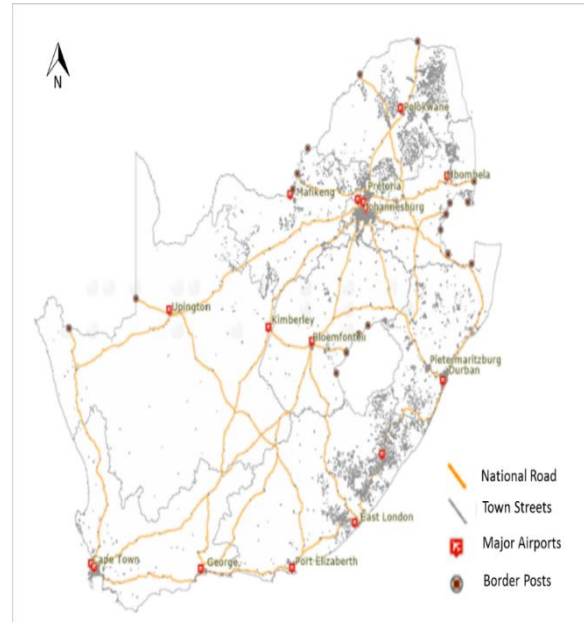 N
Polokwane
Mbombela
Pretoria
Mafikeng
Johannesburg
Upington
Kimberley
Bloemfontein
Pietermaritzburg
Durban
National Road
Town Streets
Major Airports
Border Posts
East London
Cape Town
George
Port Elizaberth